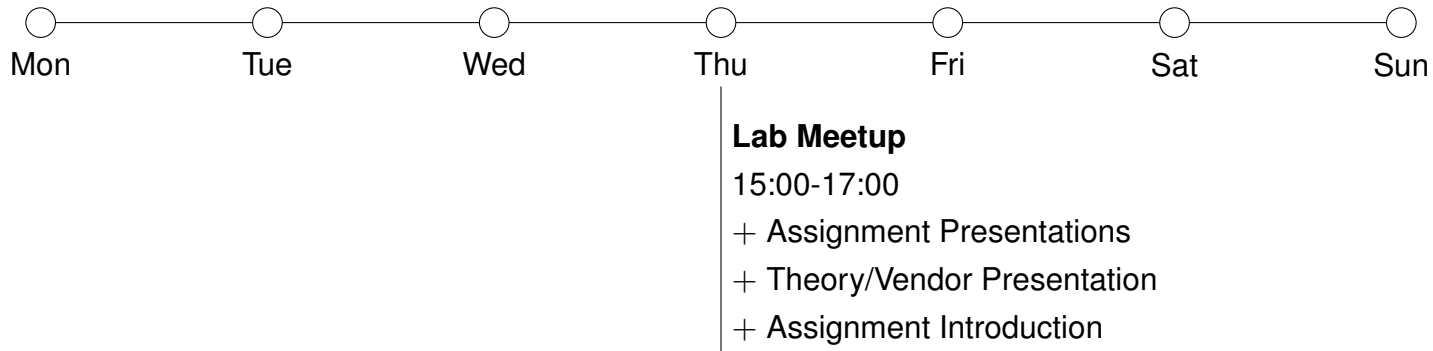 Mon Tue Wed Thu Fri Sat Sun
Lab Meetup
15:00-17:00
+ Assignment Presentations
+ Theory/Vendor Presentation
+ Assignment Introduction